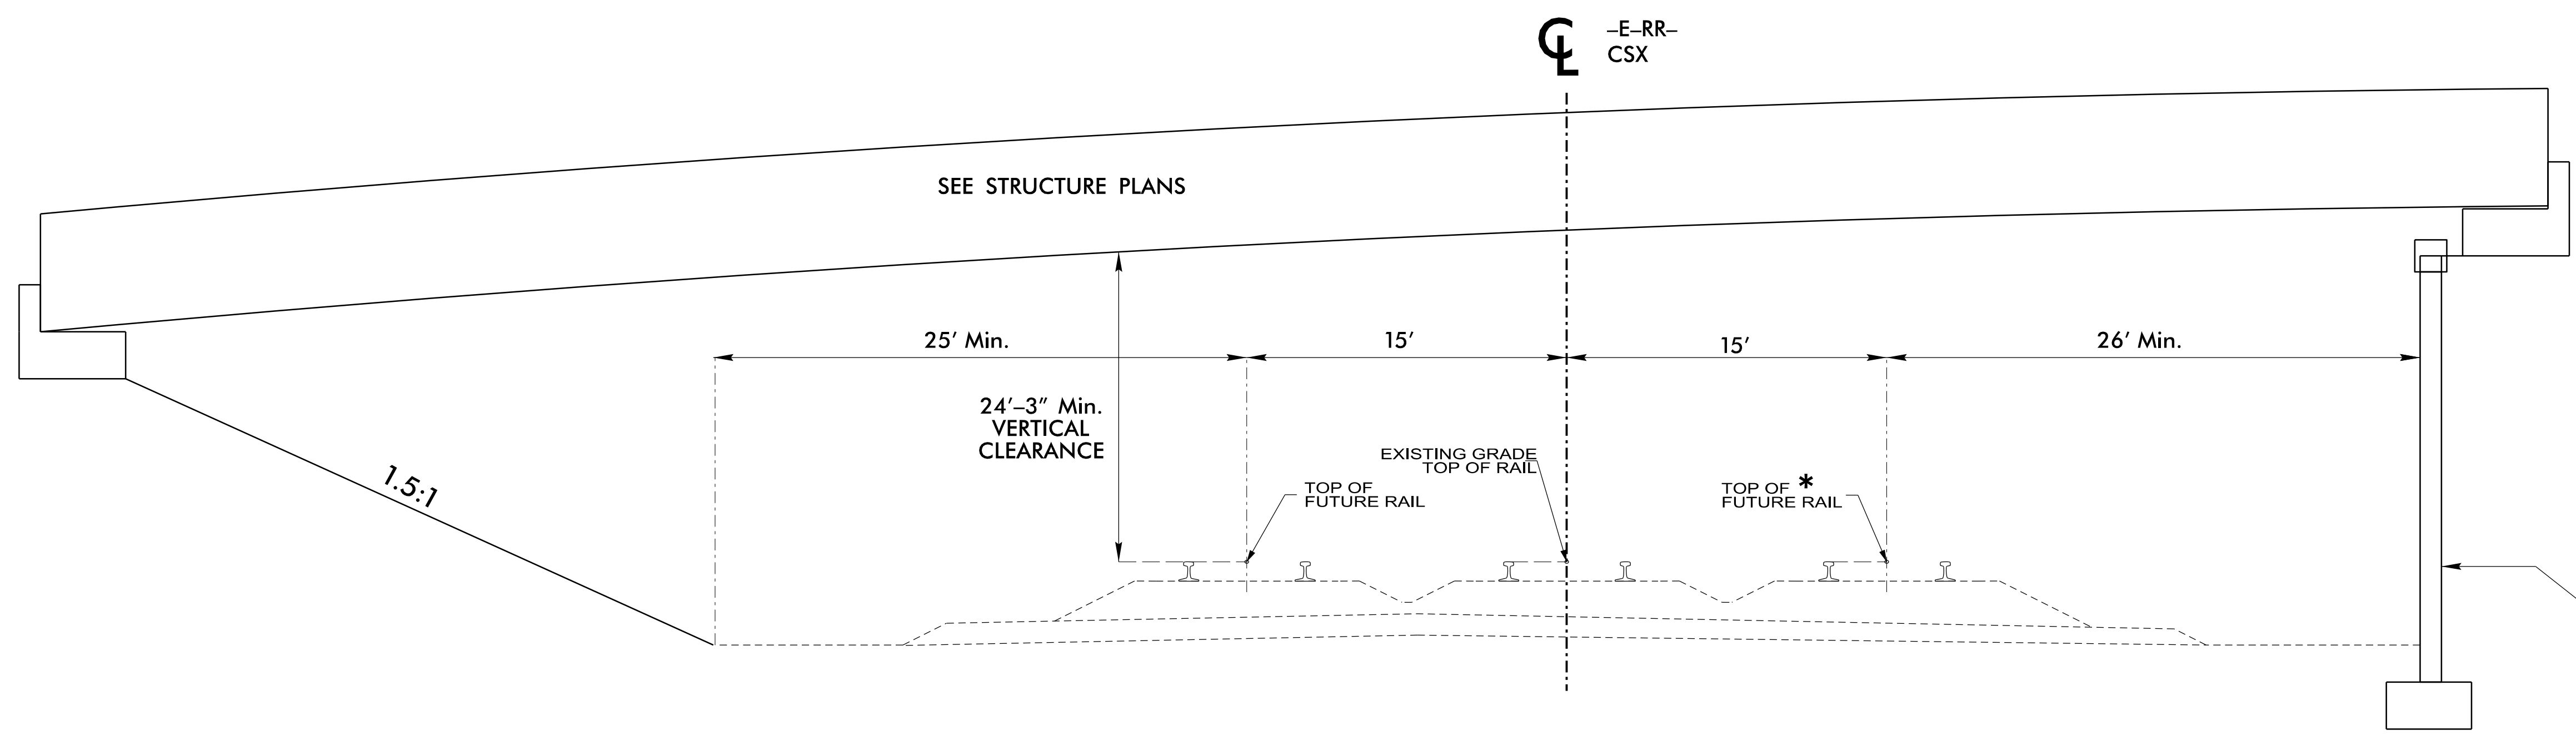 ℄ –E–RR–
CSX
SEE STRUCTURE PLANS
25′ Min.
15′
15′
26′ Min.
24′–3″ Min.
VERTICAL
CLEARANCE
1.5:1
EXISTING GRADE
TOP OF RAIL
TOP OF
FUTURE RAIL
TOP OF *
FUTURE RAIL